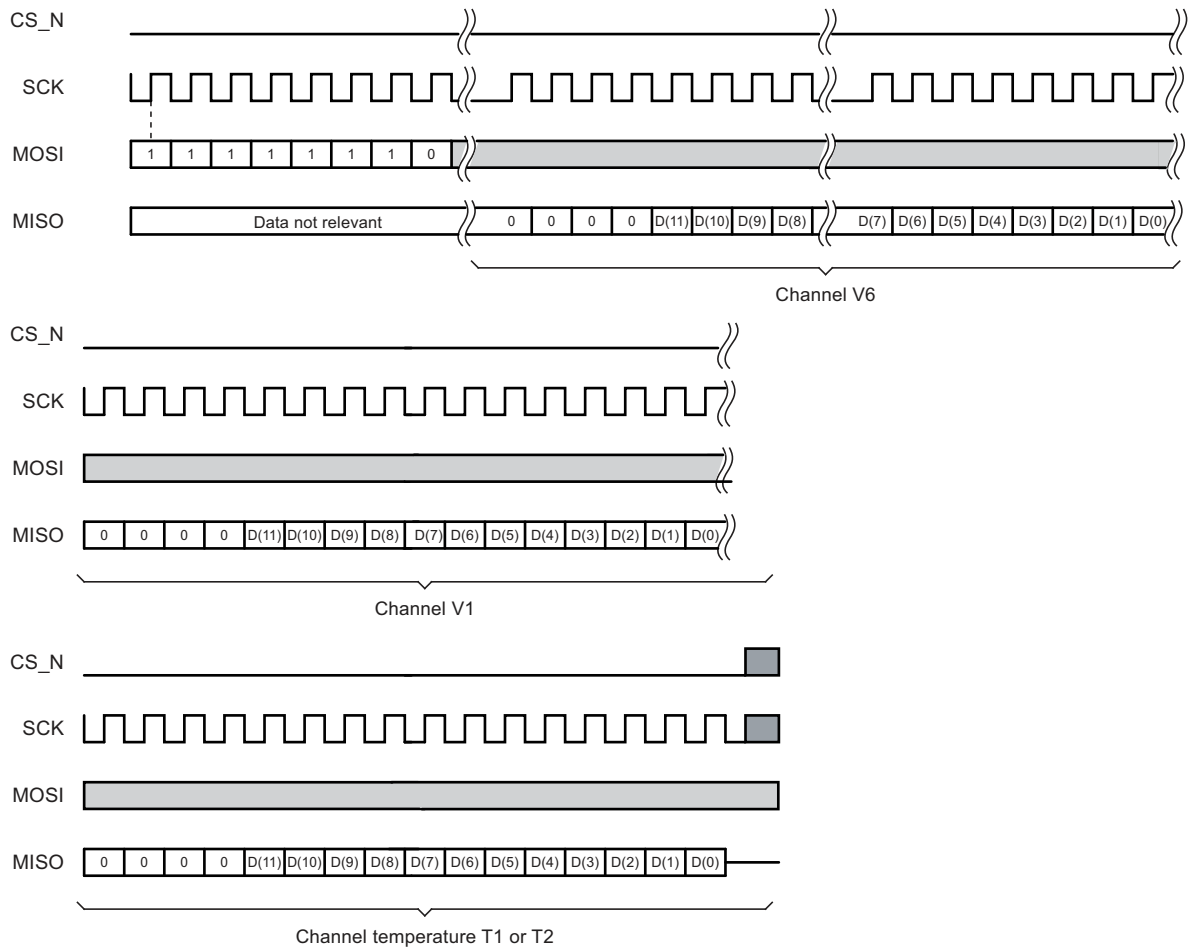 CS_N
SCK
MOSI 1 1 1 1 1 1 1 0
MISO Data not relevant 0 0 0 0 D(11) D(10) D(9) D(8) D(7) D(6) D(5) D(4) D(3) D(2) D(1) D(0)
Channel V6
CS_N
SCK
MOSI
MISO 0 0 0 0 D(11) D(10) D(9) D(8) D(7) D(6) D(5) D(4) D(3) D(2) D(1) D(0)
Channel V1
CS_N
SCK
MOSI
MISO 0 0 0 0 D(11) D(10) D(9) D(8) D(7) D(6) D(5) D(4) D(3) D(2) D(1) D(0)
Channel temperature T1 or T2